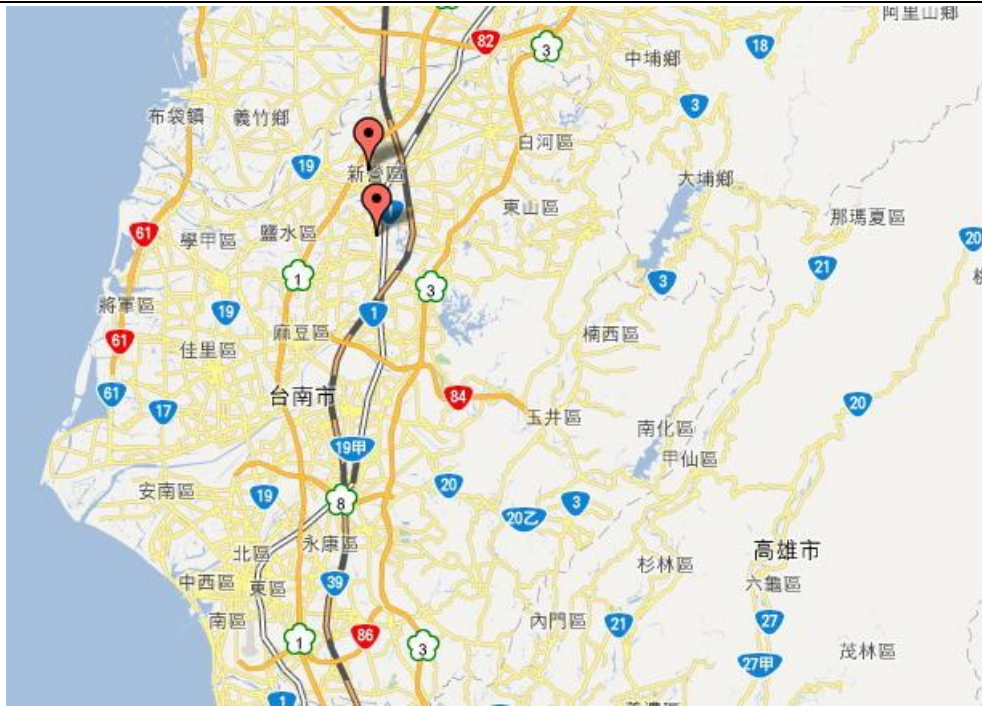 阿里山鄉
82
3
18
中埔鄉
3
布袋鎮
義竹鄉
白河區
19
新營區
大埔鄉
東山區
那瑪夏區
61
學甲區
鹽水區
20
21
1
3
3
將軍區
19
1
麻豆區
楠西區
61
佳里區
61
17
台南市
84
20
玉井區
南化區
19甲
甲仙區
安南區
19
20
8
3
20乙
北區
永康區
高雄市
中西區
東區
39
杉林區
六龜區
南區
內門區
21
27
1
86
3
茂林區
27甲
1